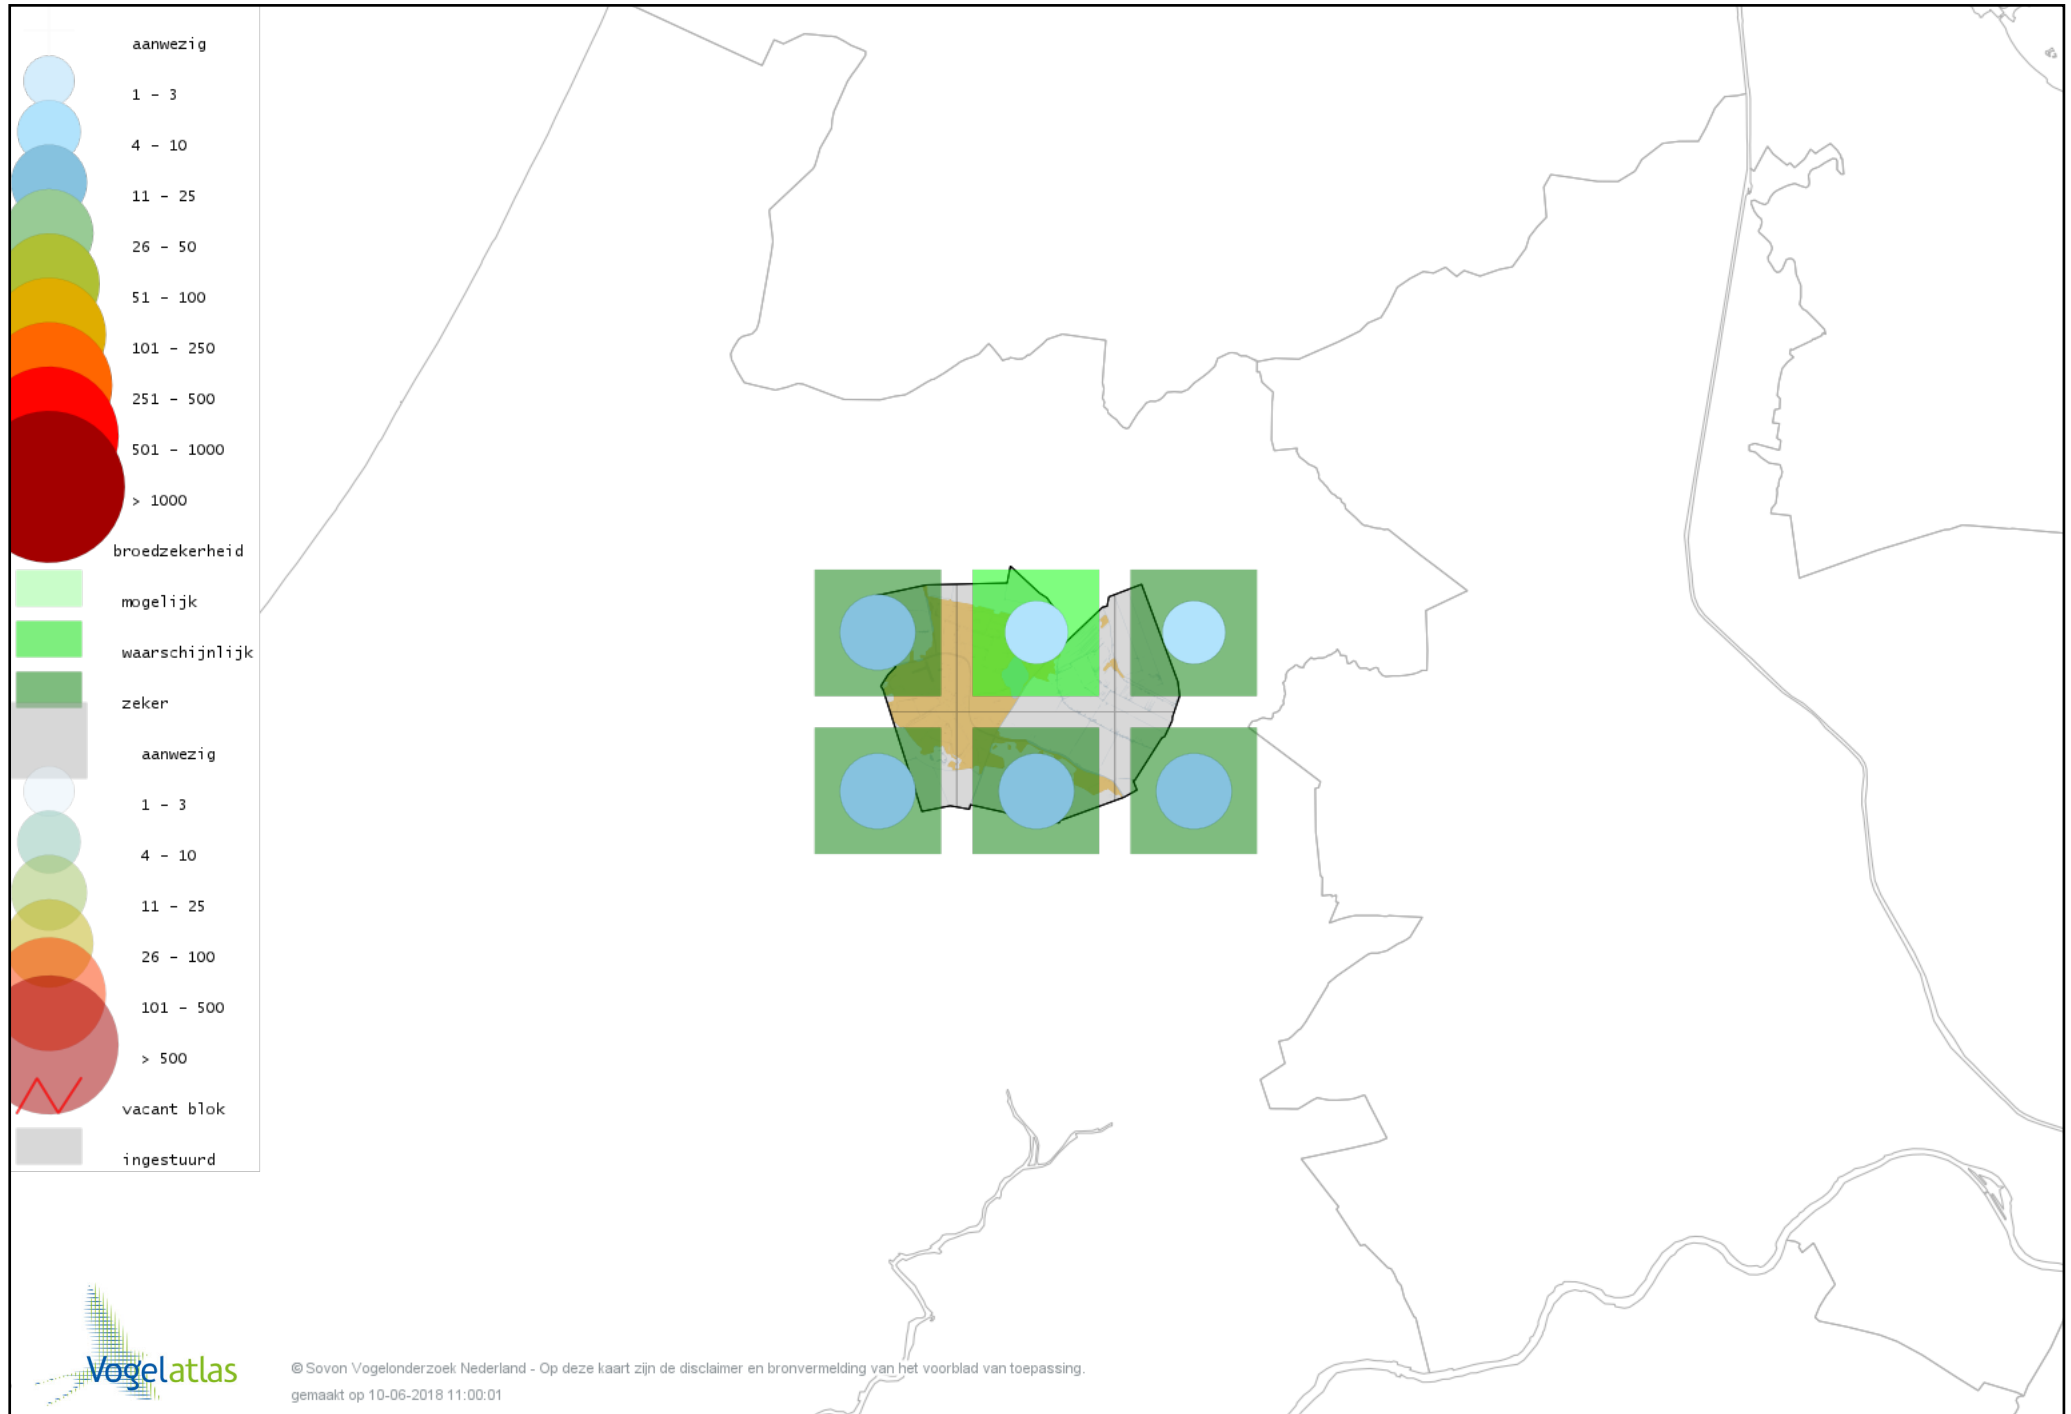 aanwezig
1 - 3
4 - 10
11 - 25
26 - 50
51 - 100
101 - 250
251 - 500
501 - 1000
> 1000
broedzekerheid
mogelijk
waarschijnlijk
zeker
aanwezig
1 - 3
4 - 10
11 - 25
26 - 100
101 - 500
> 500
vacant blok
ingestuurd
Vogelatlas
© Sovon Vogelonderzoek Nederland - Op deze kaart zijn de disclaimer en bronvermelding van het voorblad van toepassing.
gemaakt op 10-06-2018 11:00:01